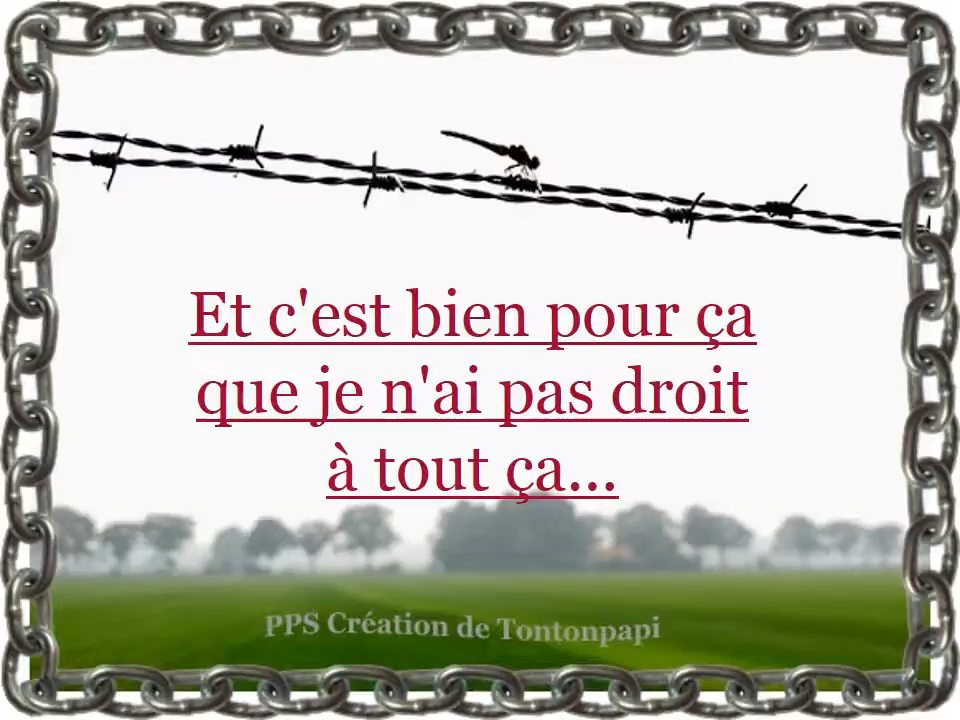 Et c'est bien pour ça
que je n'ai pas droit
à tout ça...
PPS Création de Tontonpapi